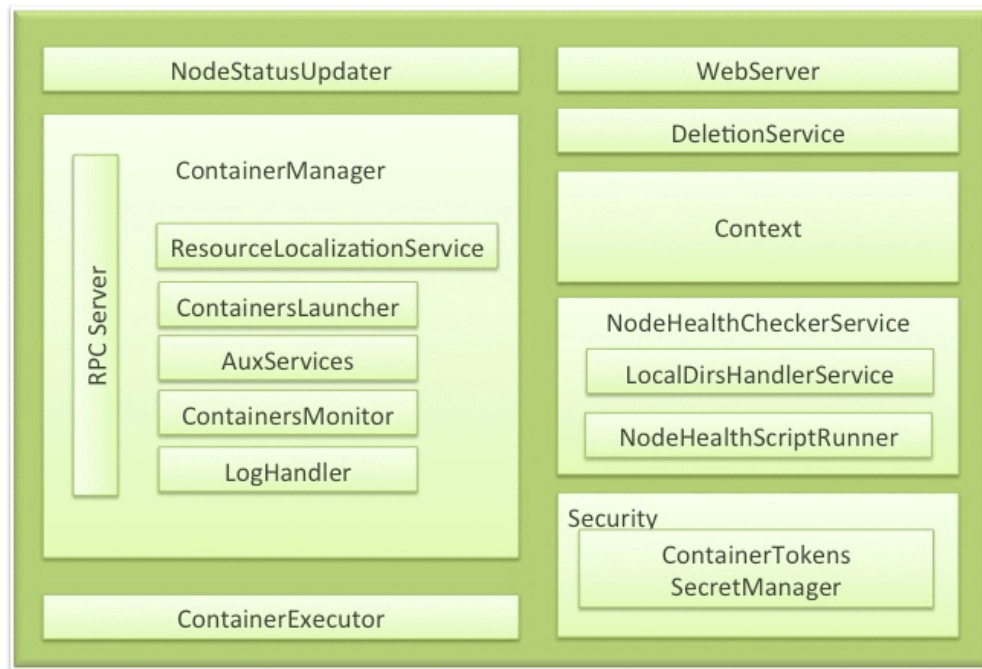 NodeStatusUpdater
ContainerManager
RPC Server
ResourceLocalizationService
ContainersLauncher
AuxServices
ContainersMonitor
LogHandler
ContainerExecutor
WebServer
DeletionService
Context
NodeHealthCheckerService
LocalDirsHandlerService
NodeHealthScriptRunner
Security
ContainerTokens
SecretManager